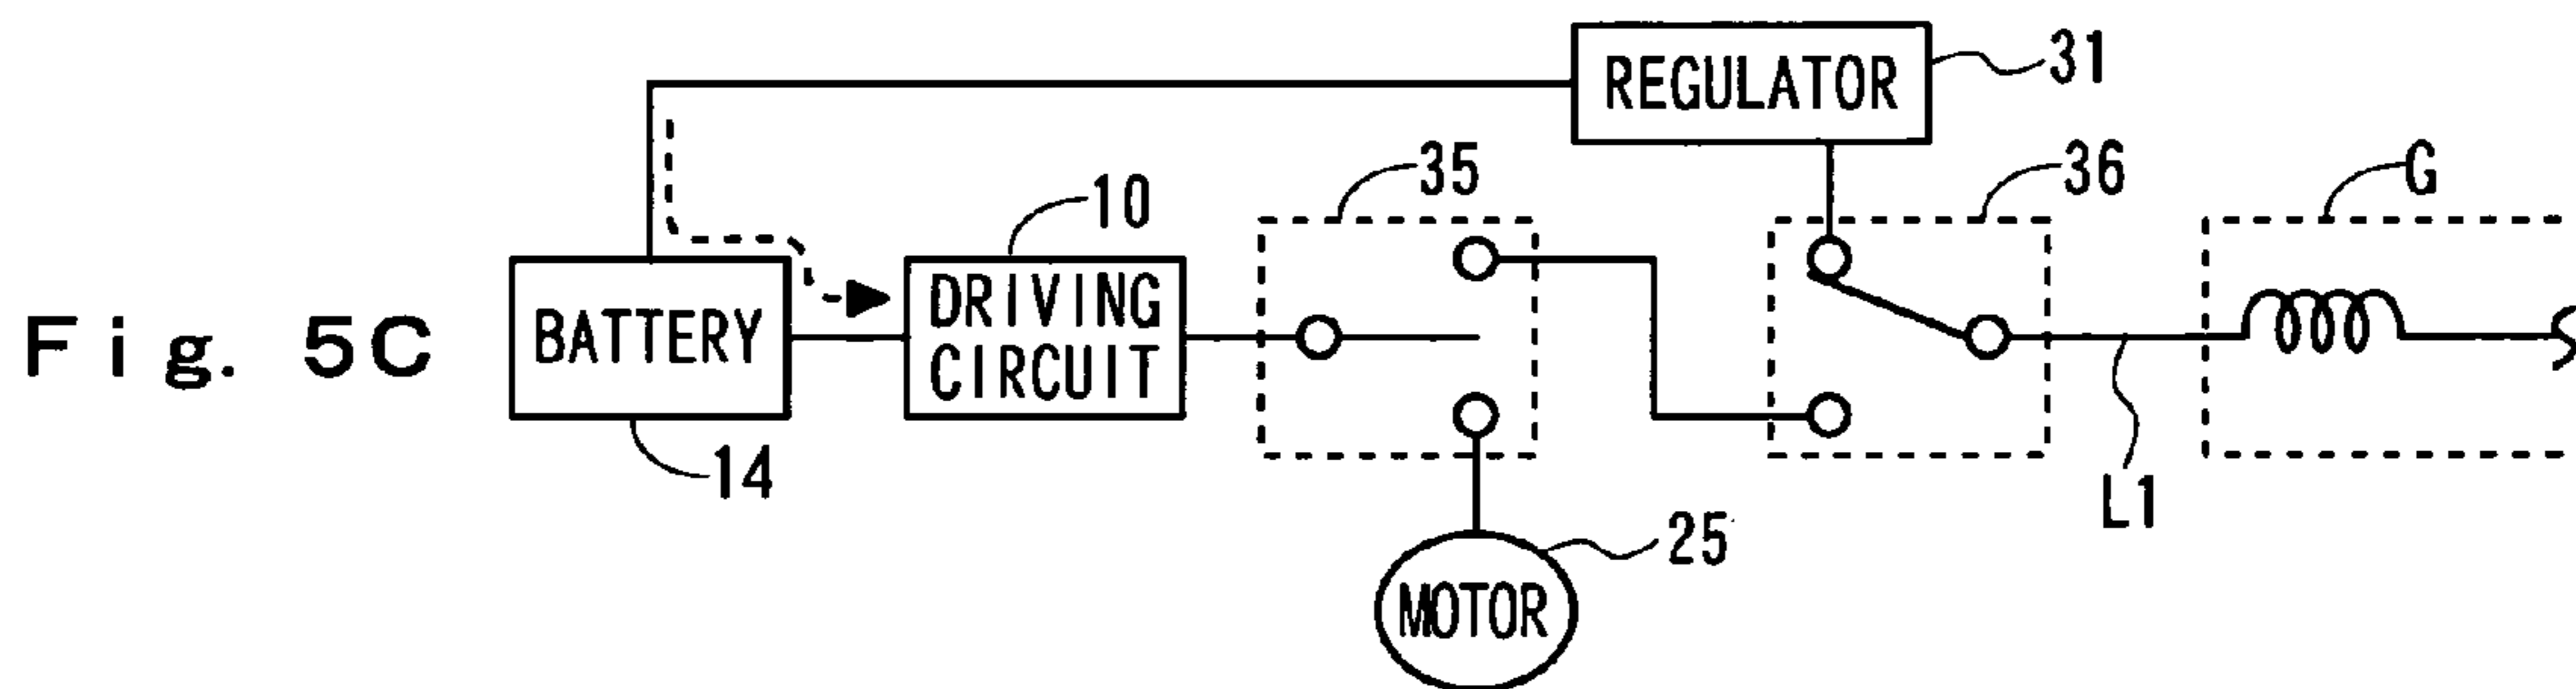 REGULATOR
31
35
36
G
10
Fig. 5C
BATTERY
DRIVING
CIRCUIT
14
L1
25
MOTOR